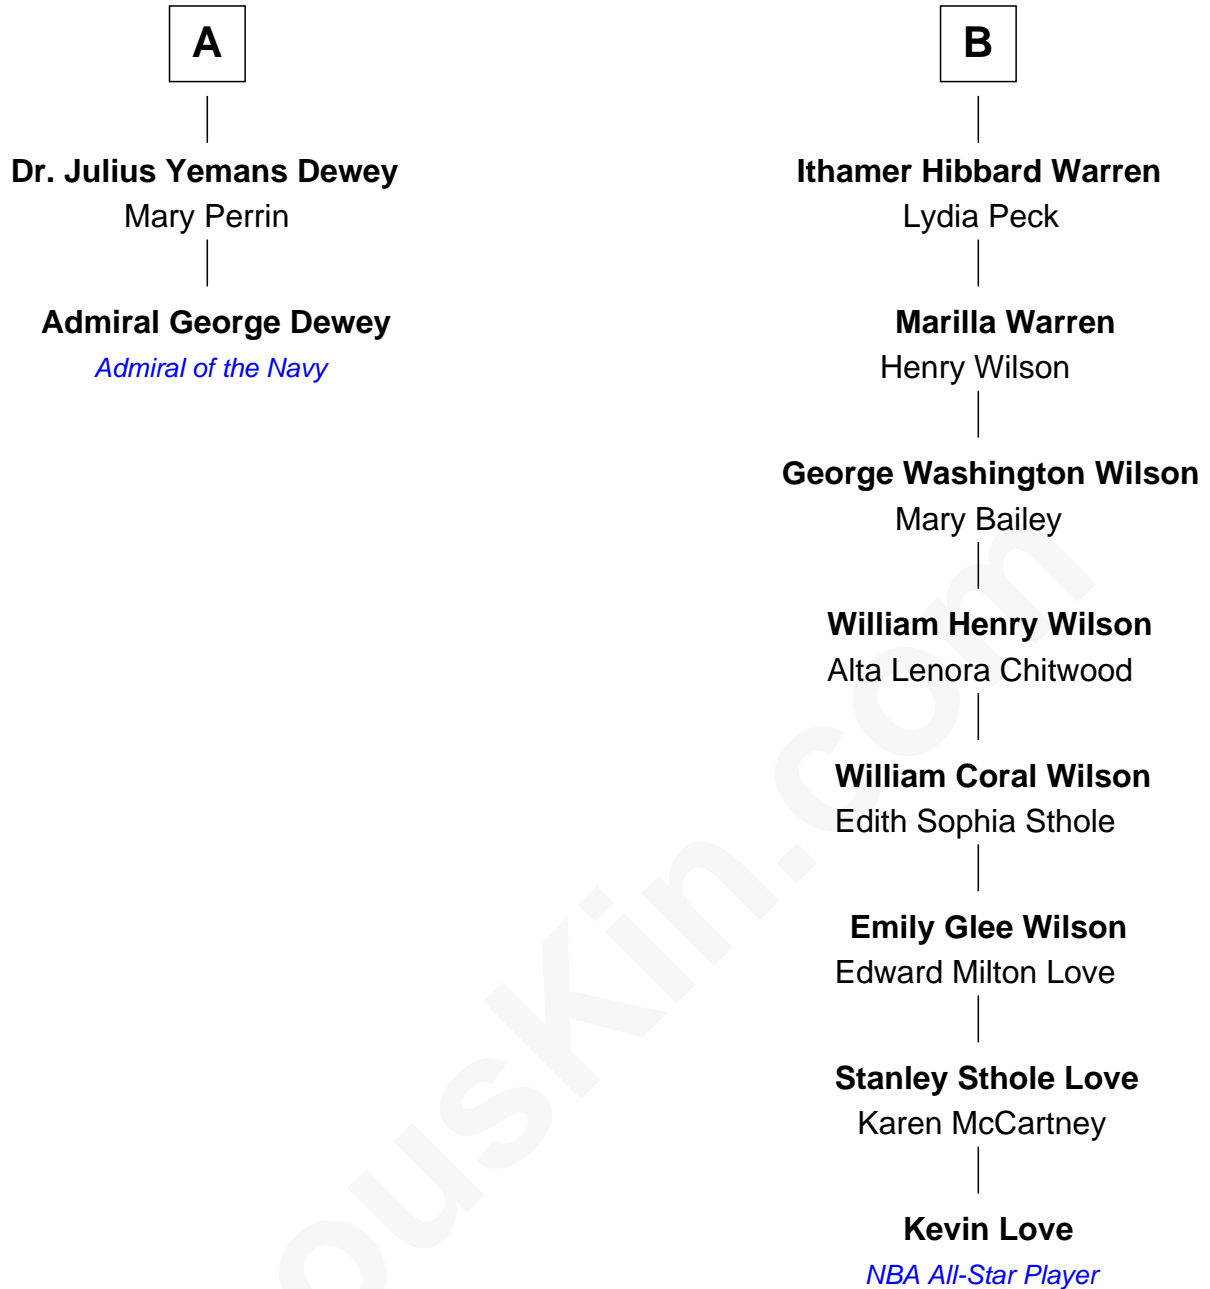 A
Dr. Julius Yemans Dewey
Mary Perrin
Admiral George Dewey
Admiral of the Navy
B
Ithamer Hibbard Warren
Lydia Peck
Marilla Warren
Henry Wilson
George Washington Wilson
Mary Bailey
William Henry Wilson
Alta Lenora Chitwood
William Coral Wilson
Edith Sophia Sthole
Emily Glee Wilson
Edward Milton Love
Stanley Sthole Love
Karen McCartney
Kevin Love
NBA All-Star Player
ousKin.com